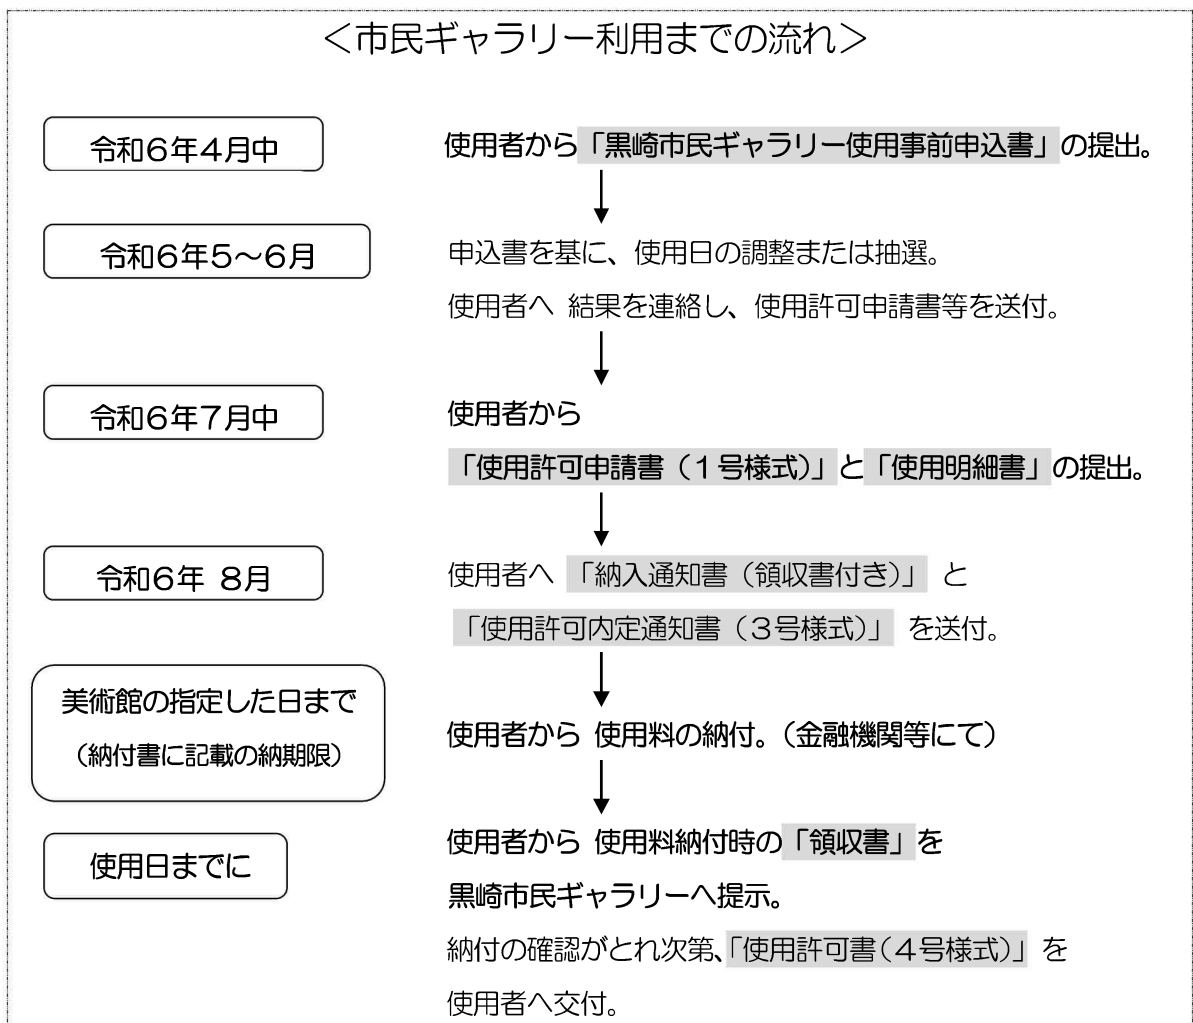 ＜市民ギャラリー利用までの流れ＞
令和６年４月中
使用者から「黒崎市民ギャラリー使用事前申込書」の提出。
令和６年５～６月
申込書を基に、使用日の調整または抽選。
使用者へ 結果を連絡し、使用許可申請書等を送付。
令和６年７月中
使用者から
「使用許可申請書（１号様式）」と「使用明細書」の提出。
令和６年 ８月
使用者へ 「納入通知書（領収書付き）」 と
「使用許可内定通知書（３号様式）」 を送付。
美術館の指定した日まで
（納付書に記載の納期限）
使用者から 使用料の納付。（金融機関等にて）
使用日までに
使用者から 使用料納付時の「領収書」を
黒崎市民ギャラリーへ提示。
納付の確認がとれ次第、「使用許可書（４号様式）」 を
使用者へ交付。